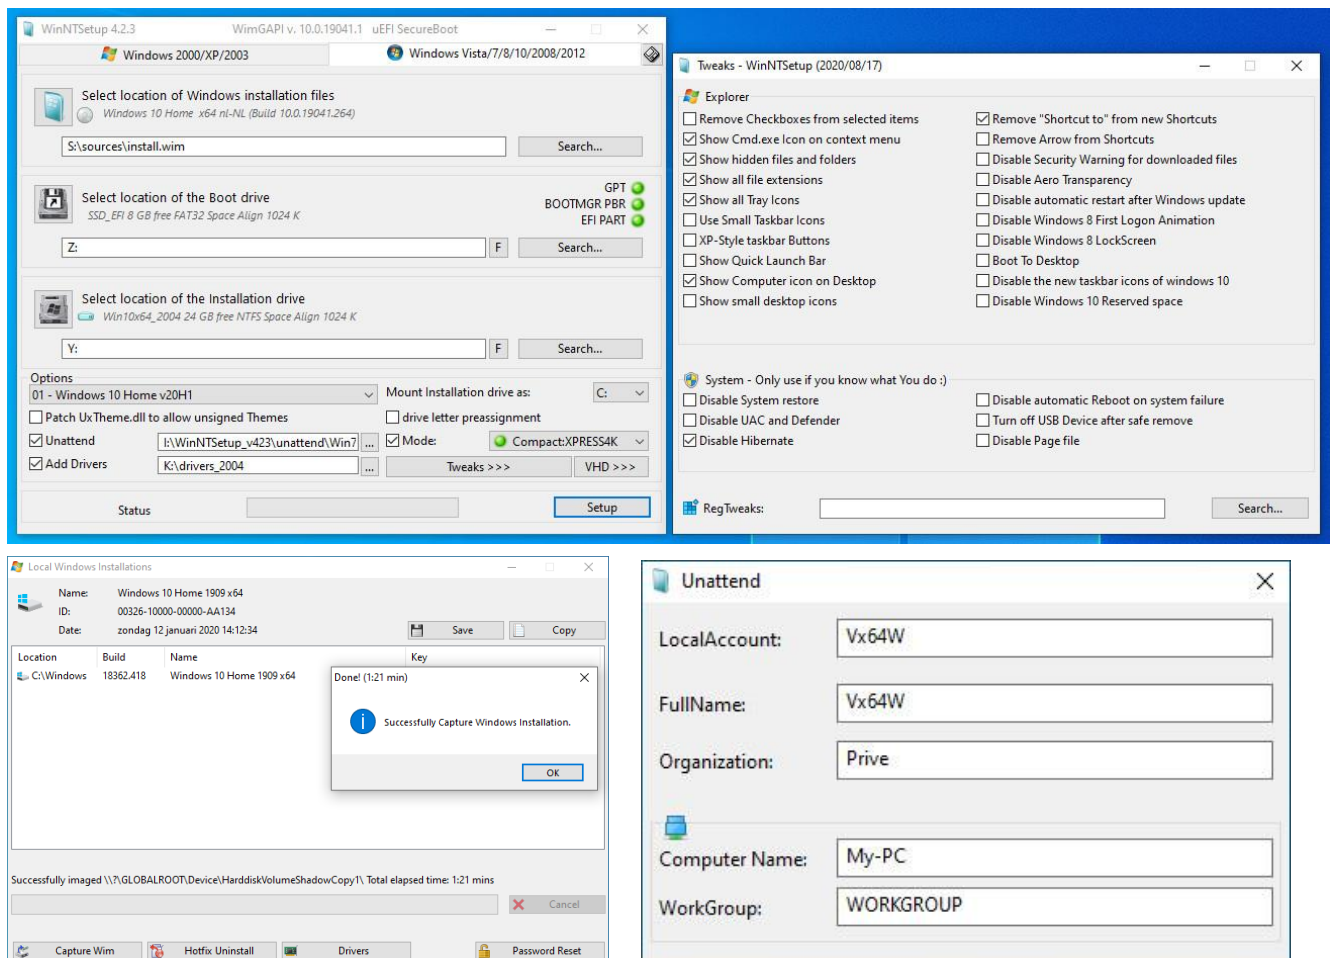 WinNTSetup 4.2.3 WimGAPI v. 10.0.19041.1 uEFI SecureBoot
Windows 2000/XP/2003 Windows Vista/7/8/10/2008/2012
Select location of Windows installation files
Windows 10 Home x64 nl-NL (Build 10.0.19041.264)
S:\sources\install.wim Search...
Select location of the Boot drive
SSD_EFI 8 GB free FAT32 Space Align 1024 K
GPT
BOOTMGR PBR
EFI PART
Z: F Search...
Select location of the Installation drive
Win10x64_2004 24 GB free NTFS Space Align 1024 K
Y: F Search...
Options
01 - Windows 10 Home v20H1 Mount Installation drive as: C:
Patch UxTheme.dll to allow unsigned Themes drive letter preassignment
Unattend I:\WinNTSetup_v423\unattend\Win7 ... Mode: Compact:XPRESS4K
Add Drivers K:\drivers_2004 ... Tweaks >>> VHD >>>
Status Setup
Tweaks - WinNTSetup (2020/08/17)
Explorer
Remove Checkboxes from selected items Remove "Shortcut to" from new Shortcuts
Show Cmd.exe Icon on context menu Remove Arrow from Shortcuts
Show hidden files and folders Disable Security Warning for downloaded files
Show all file extensions Disable Aero Transparency
Show all Tray Icons Disable automatic restart after Windows update
Use Small Taskbar Icons Disable Windows 8 First Logon Animation
XP-Style taskbar Buttons Disable Windows 8 LockScreen
Show Quick Launch Bar Boot To Desktop
Show Computer icon on Desktop Disable the new taskbar icons of windows 10
Show small desktop icons Disable Windows 10 Reserved space
System - Only use if you know what You do :)
Disable System restore Disable automatic Reboot on system failure
Disable UAC and Defender Turn off USB Device after safe remove
Disable Hibernate Disable Page file
RegTweaks: Search...
Local Windows Installations
Name: Windows 10 Home 1909 x64
ID: 00326-10000-00000-AA134
Date: zondag 12 januari 2020 14:12:34 Save Copy
Location Build Name Key
C:\Windows 18362.418 Windows 10 Home 1909 x64
Done! (1:21 min)
Successfully Capture Windows Installation.
OK
Successfully imaged \\?\GLOBALROOT\Device\HarddiskVolumeShadowCopy1\ Total elapsed time: 1:21 mins
Cancel
Capture Wim Hotfix Uninstall Drivers Password Reset
Unattend
LocalAccount: Vx64W
FullName: Vx64W
Organization: Prive
Computer Name: My-PC
WorkGroup: WORKGROUP